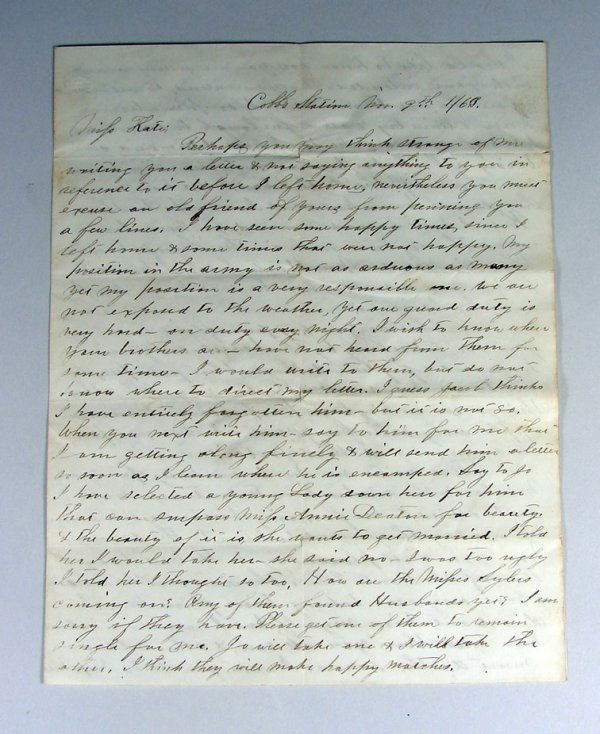 Cobbs Station Nov. 9th 1/63.
Miss Kate;
Perhaps, you may think strange of me
writing you a letter & not saying anything to you in
reference to it before I left home, nevertheless you must
excuse an old friend of yours from penning you
a few lines. I have seen some happy times, since I
left home & some times that were not happy. My
position in the army is not as arduous as many
yet my position is a very responsible one. We are
not exposed to the weather, yet our guard duty is
very hard - on duty every night. I wish to know where
your brothers are - have not heard from them for
some time - I would write to them, but do not
know where to direct my letter. I guess thinks
I have entirely forgotten him - but it is not so.
When you next write him - say to him for me that
I am getting along finely & will send him a letter
so soon as I learn where he is encamped. Say to Jo
I have selected a young Lady down here for him
that can surpass Miss Annie Deaton for beauty.
& the beauty of it is she wants to get married. I told
her I would take her - she said no - I was too ugly
I told her I thought so too. How are the Misses
coming on? Any of them found Husbands yet? I am
sorry if they have. Please get one of them to remain
single for me. Jo will take one & I will take the
other. I think they will make happy matches.